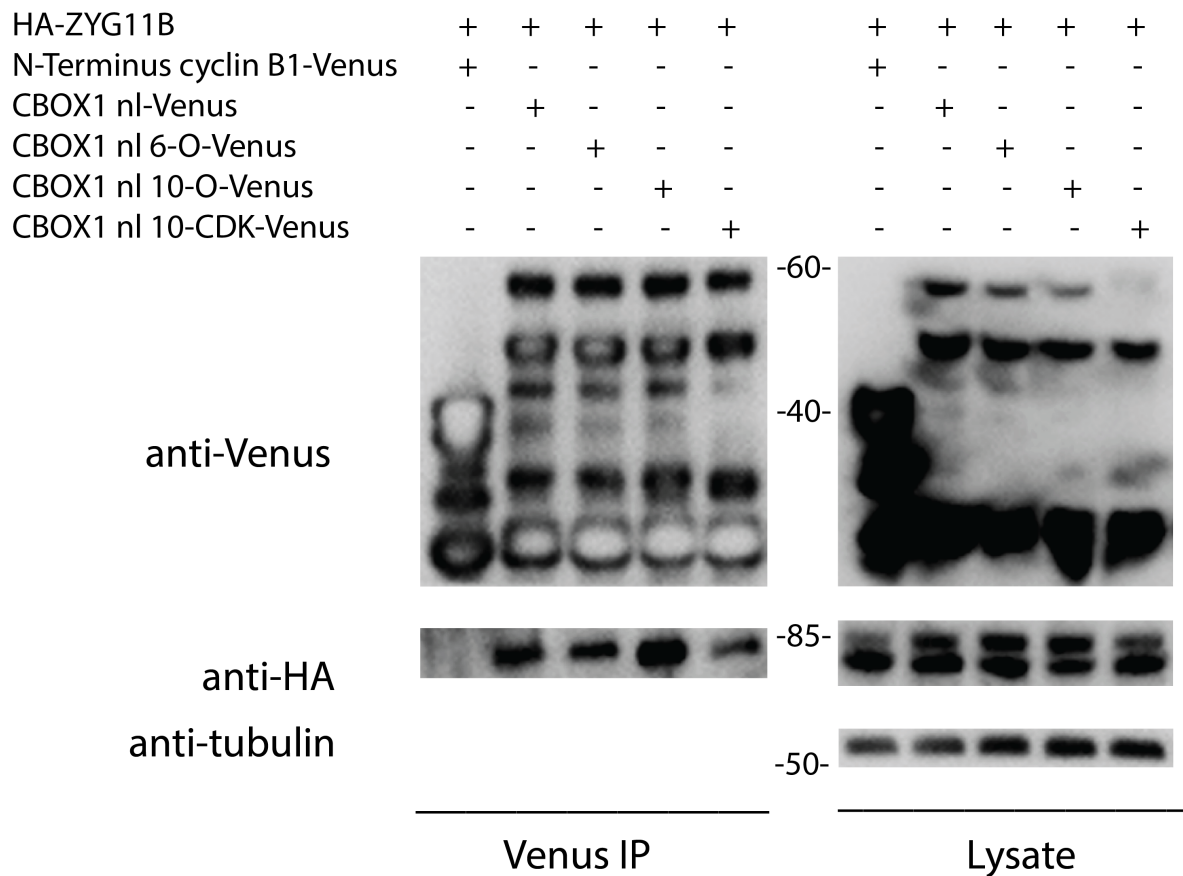 HA-ZYG11B + + + + + + + + + +
N-Terminus cyclin B1-Venus + - - - - + - - - -
CBOX1 nl-Venus - + - - - - + - - -
CBOX1 nl 6-O-Venus - - + - - - - + - -
CBOX1 nl 10-O-Venus - - - + - - - - + -
CBOX1 nl 10-CDK-Venus - - - - + - - - - +
-60-
-40-
anti-Venus
-85-
anti-HA
anti-tubulin
-50-
Venus IP Lysate